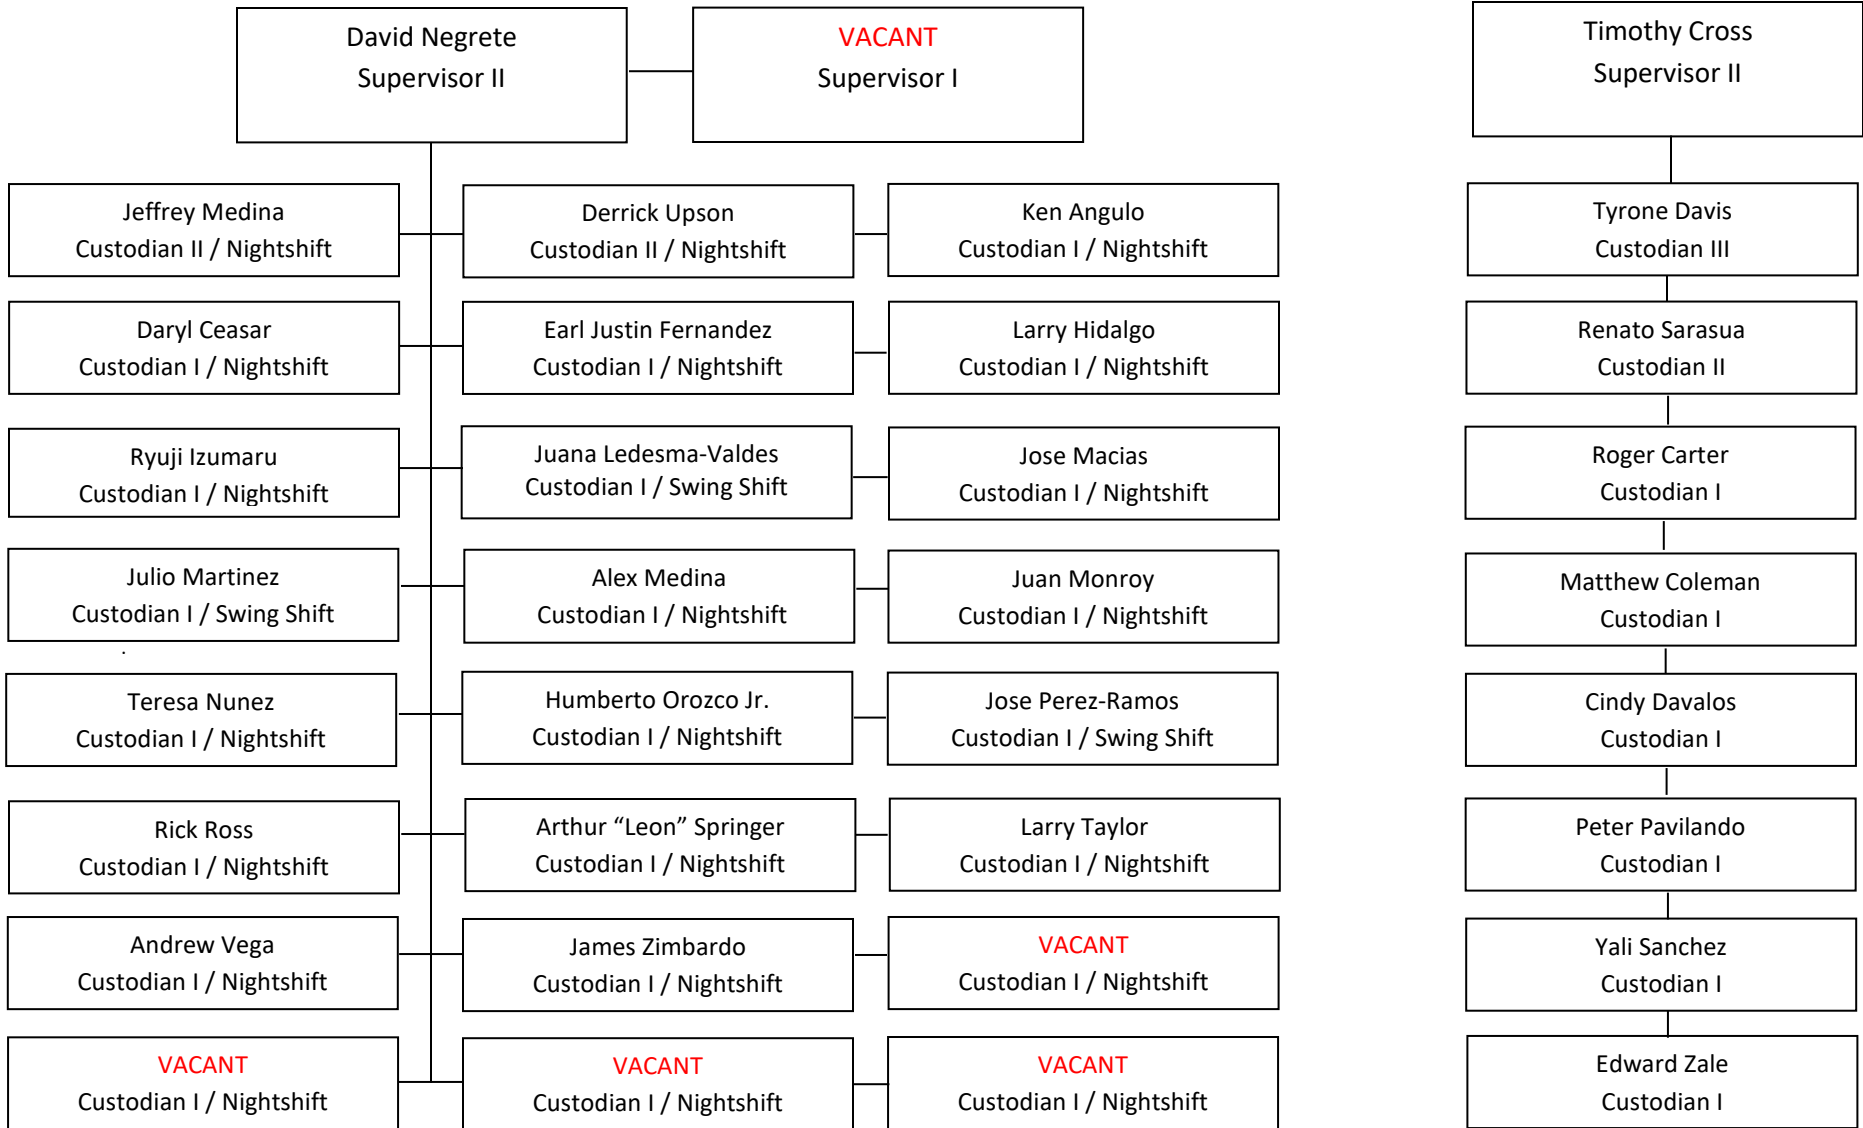 David Negrete
Supervisor II
VACANT
Supervisor I
Timothy Cross
Supervisor II
Jeffrey Medina
Custodian II / Nightshift
Derrick Upson
Custodian II / Nightshift
Ken Angulo
Custodian I / Nightshift
Tyrone Davis
Custodian III
Daryl Ceasar
Custodian I / Nightshift
Earl Justin Fernandez
Custodian I / Nightshift
Larry Hidalgo
Custodian I / Nightshift
Renato Sarasua
Custodian II
Ryuji Izumaru
Custodian I / Nightshift
Juana Ledesma-Valdes
Custodian I / Swing Shift
Jose Macias
Custodian I / Nightshift
Roger Carter
Custodian I
Julio Martinez
Custodian I / Swing Shift
Alex Medina
Custodian I / Nightshift
Juan Monroy
Custodian I / Nightshift
Matthew Coleman
Custodian I
Teresa Nunez
Custodian I / Nightshift
Humberto Orozco Jr.
Custodian I / Nightshift
Jose Perez-Ramos
Custodian I / Swing Shift
Cindy Davalos
Custodian I
Rick Ross
Custodian I / Nightshift
Arthur “Leon” Springer
Custodian I / Nightshift
Larry Taylor
Custodian I / Nightshift
Peter Pavilando
Custodian I
Andrew Vega
Custodian I / Nightshift
James Zimbardo
Custodian I / Nightshift
VACANT
Custodian I / Nightshift
Yali Sanchez
Custodian I
VACANT
Custodian I / Nightshift
VACANT
Custodian I / Nightshift
VACANT
Custodian I / Nightshift
Edward Zale
Custodian I